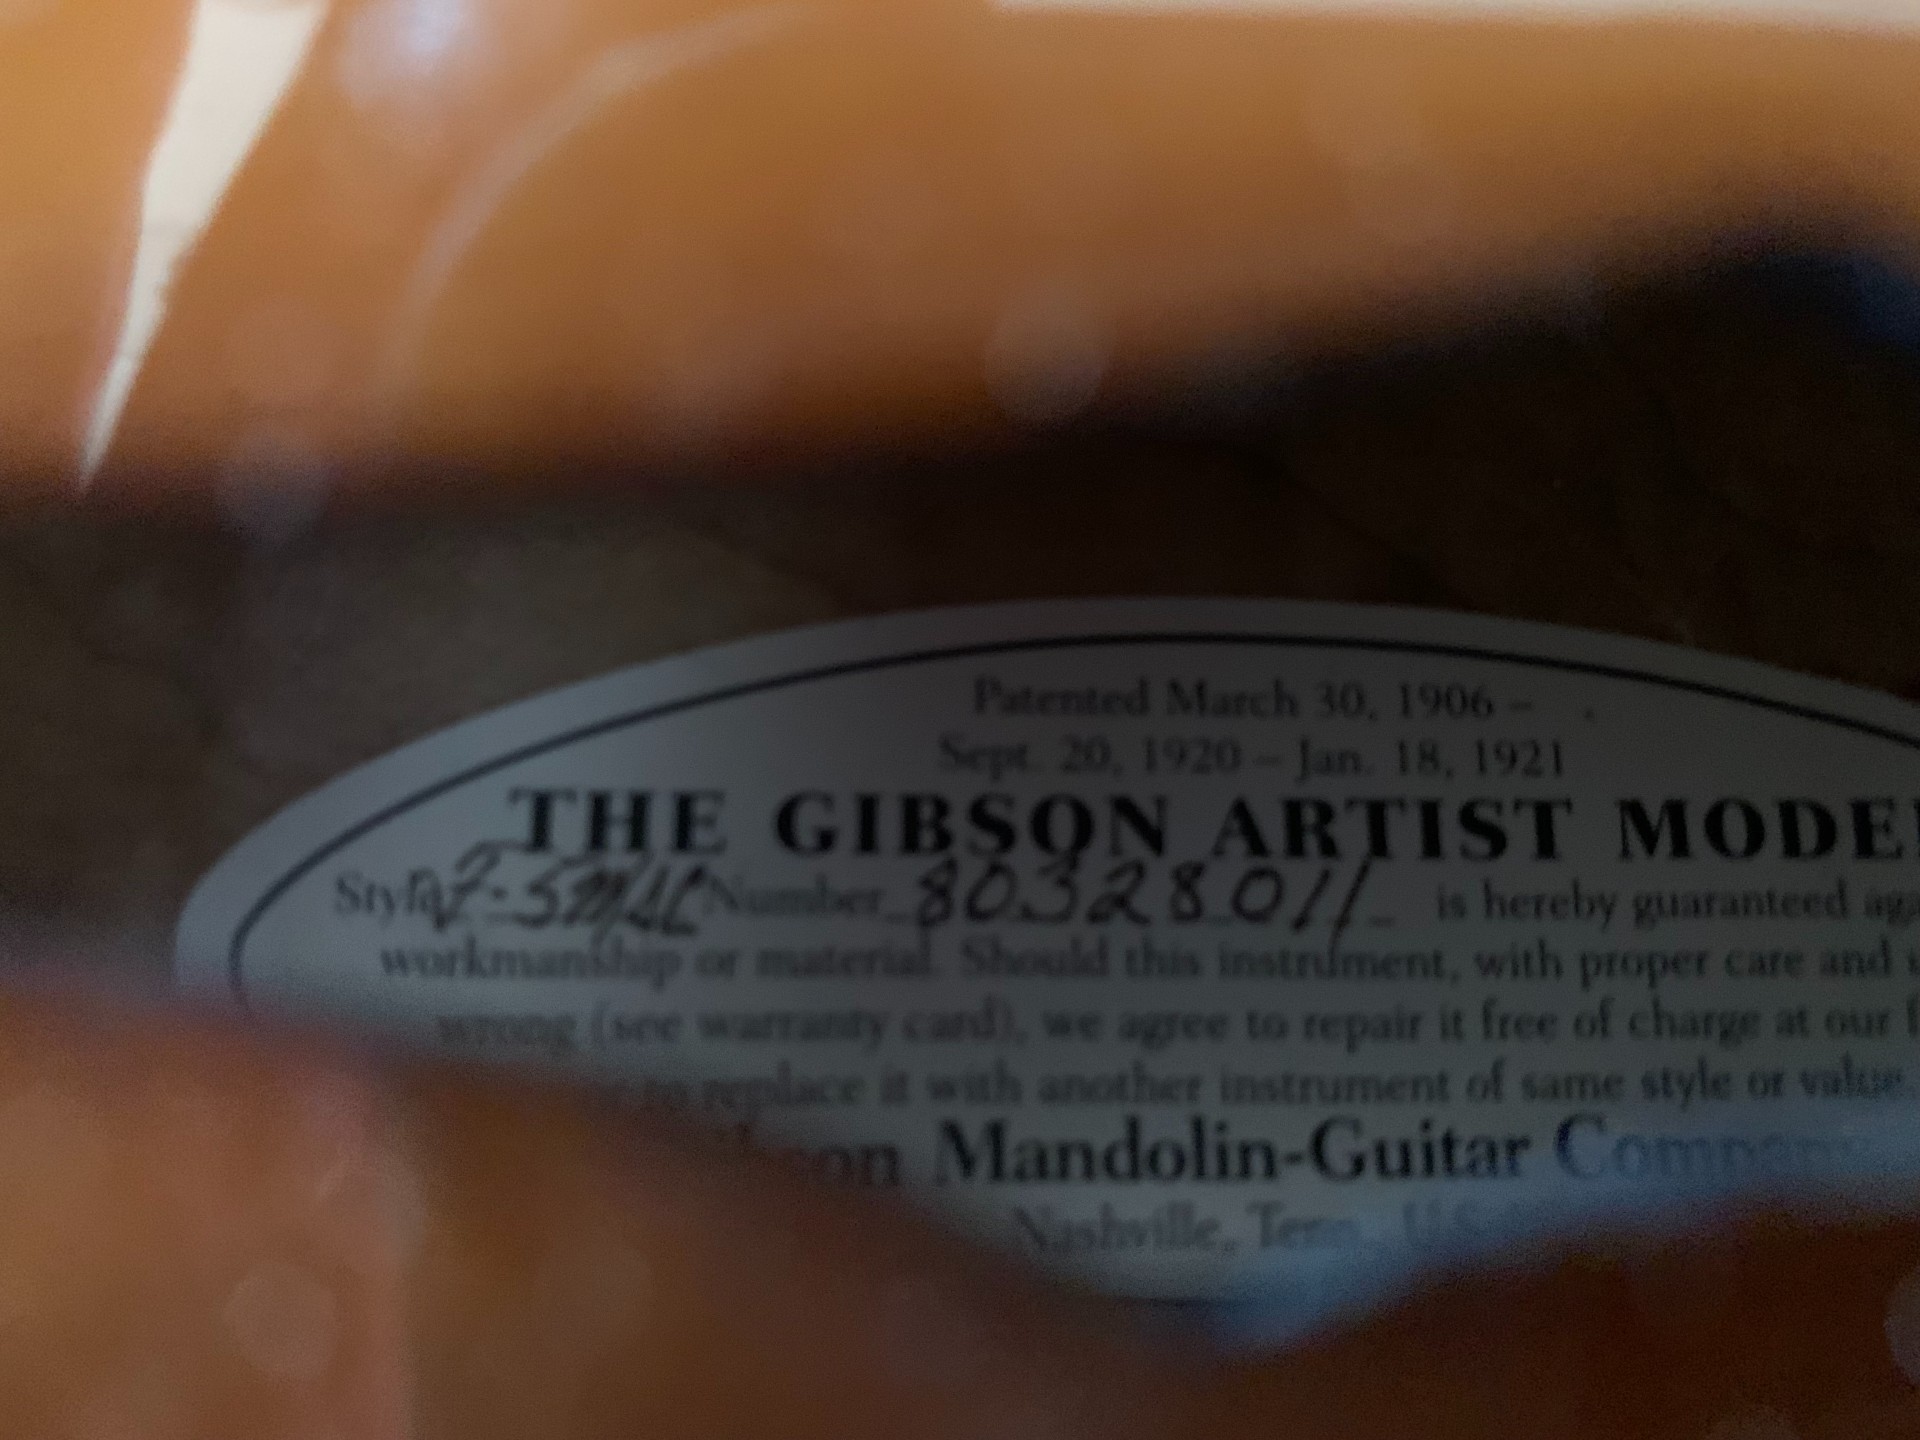 Patented March 30, 1906 –
Sept. 20, 1920 – Jan. 18, 1921
THE GIBSON ARTIST MODE
Style Number 80328011 is hereby guaranteed
workmanship or material. Should this instrument, with proper care and
wrong (see warranty card), we agree to repair it free of charge at our
to replace it with another instrument of same style or value
Mandolin-Guitar Company
Nashville, Tenn., U.S.